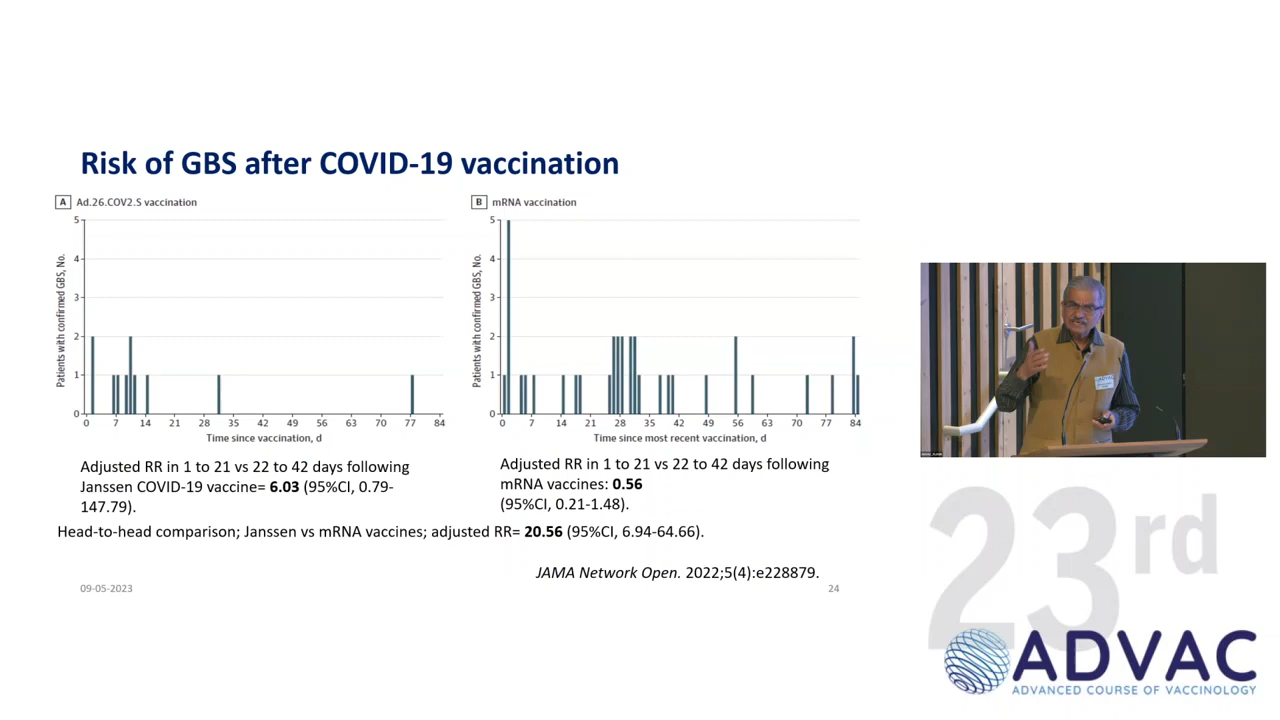 Risk of GBS after COVID-19 vaccination
A Ad.26.COV2.S vaccination
Patients with confirmed GBS, No.
5
4
3
2
1
0
0 7 14 21 28 35 42 49 56 63 70 77 84
Time since vaccination, d
B mRNA vaccination
Patients with confirmed GBS, No.
5
4
3
2
1
0
0 7 14 21 28 35 42 49 56 63 70 77 84
Time since most recent vaccination, d
Adjusted RR in 1 to 21 vs 22 to 42 days following
Janssen COVID-19 vaccine= 6.03 (95%CI, 0.79-
147.79).
Adjusted RR in 1 to 21 vs 22 to 42 days following
mRNA vaccines: 0.56
(95%CI, 0.21-1.48).
Head-to-head comparison; Janssen vs mRNA vaccines; adjusted RR= 20.56 (95%CI, 6.94-64.66).
JAMA Network Open. 2022;5(4):e228879.
09-05-2023
24
23rd
ADVAC
ADVANCED COURSE OF VACCINOLOGY